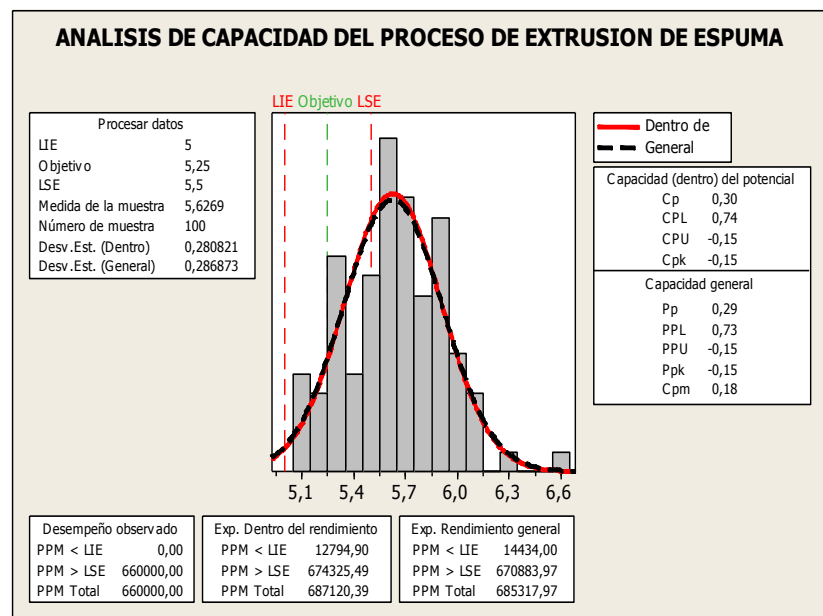 ANALISIS DE CAPACIDAD DEL PROCESO DE EXTRUSION DE ESPUMA
LIE Objetivo LSE
Procesar datos
LIE 5
Objetivo 5,25
LSE 5,5
Medida de la muestra 5,6269
Número de muestra 100
Desv.Est. (Dentro) 0,280821
Desv.Est. (General) 0,286873
Dentro de
General
Capacidad (dentro) del potencial
Cp 0,30
CPL 0,74
CPU -0,15
Cpk -0,15
Capacidad general
Pp 0,29
PPL 0,73
PPU -0,15
Ppk -0,15
Cpm 0,18
5,1 5,4 5,7 6,0 6,3 6,6
Desempeño observado
PPM < LIE 0,00
PPM > LSE 660000,00
PPM Total 660000,00
Exp. Dentro del rendimiento
PPM < LIE 12794,90
PPM > LSE 674325,49
PPM Total 687120,39
Exp. Rendimiento general
PPM < LIE 14434,00
PPM > LSE 670883,97
PPM Total 685317,97